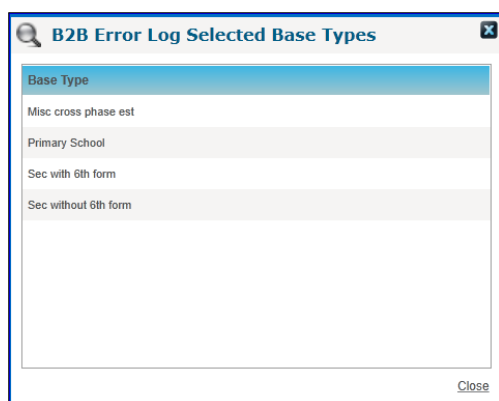 B2B Error Log Selected Base Types
Base Type
Misc cross phase est
Primary School
Sec with 6th form
Sec without 6th form
Close